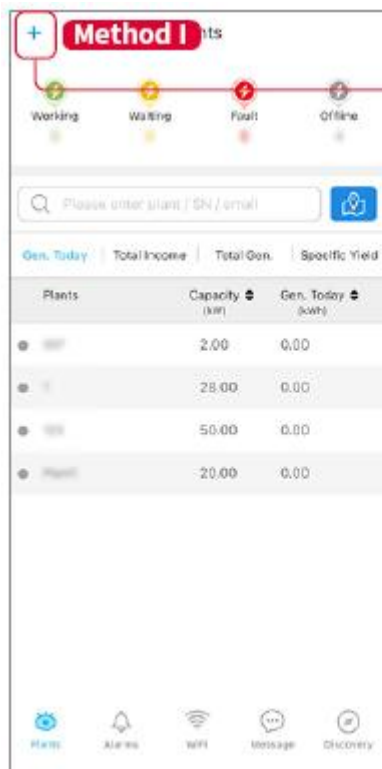 + Method I nts
Working Waiting Fault Offline
Please enter plant / SN / email
Gen. Today Total Income Total Gen. Specific Yield
Plants Capacity Gen. Today
(kW) (kWh)
2.00 0.00
28.00 0.00
50.00 0.00
20.00 0.00
Plants Alarms WiFi Message Discovery